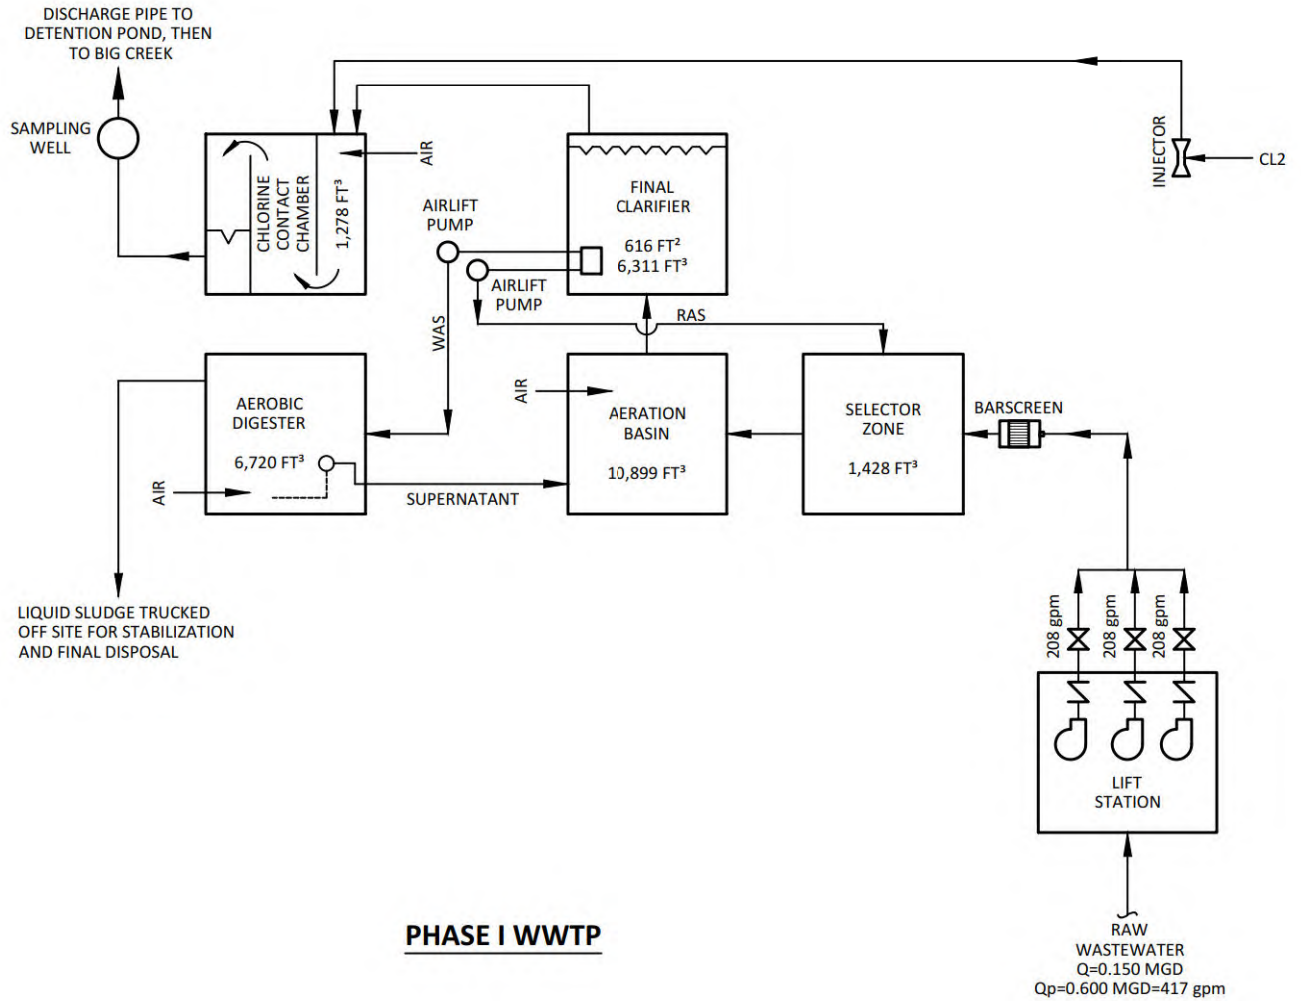 DISCHARGE PIPE TO
DETENTION POND, THEN
TO BIG CREEK
SAMPLING
WELL
CHLORINE
CONTACT
CHAMBER
1,278 FT³
AIR
AIRLIFT
PUMP
AIRLIFT
PUMP
FINAL
CLARIFIER
616 FT²
6,311 FT³
INJECTOR
CL2
WAS
RAS
AEROBIC
DIGESTER
6,720 FT³
AIR
SUPERNATANT
AIR
AERATION
BASIN
10,899 FT³
SELECTOR
ZONE
1,428 FT³
BARSCREEN
LIQUID SLUDGE TRUCKED
OFF SITE FOR STABILIZATION
AND FINAL DISPOSAL
208 gpm
208 gpm
208 gpm
LIFT
STATION
PHASE I WWTP
RAW
WASTEWATER
Q=0.150 MGD
Qp=0.600 MGD=417 gpm